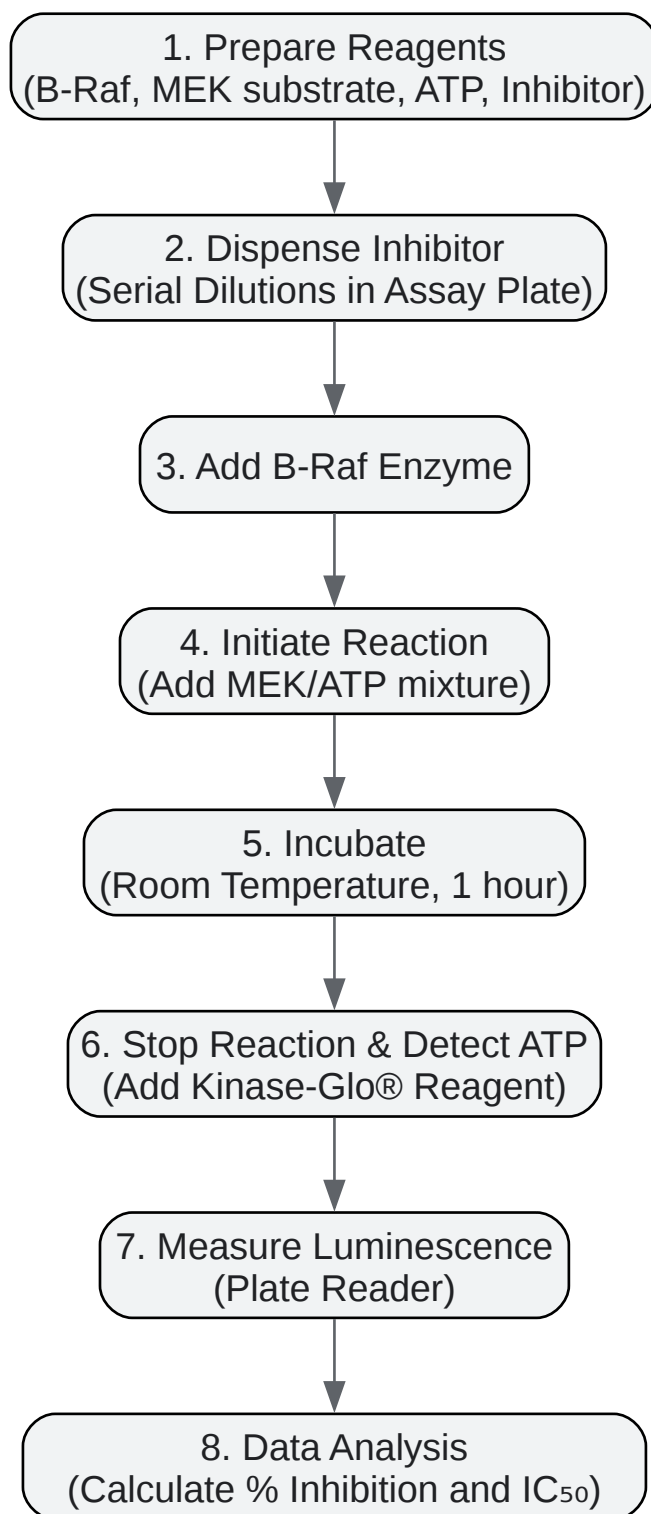 1. Prepare Reagents
(B-Raf, MEK substrate, ATP, Inhibitor)
2. Dispense Inhibitor
(Serial Dilutions in Assay Plate)
3. Add B-Raf Enzyme
4. Initiate Reaction
(Add MEK/ATP mixture)
5. Incubate
(Room Temperature, 1 hour)
6. Stop Reaction & Detect ATP
(Add Kinase-Glo® Reagent)
7. Measure Luminescence
(Plate Reader)
8. Data Analysis
(Calculate % Inhibition and IC₅₀)